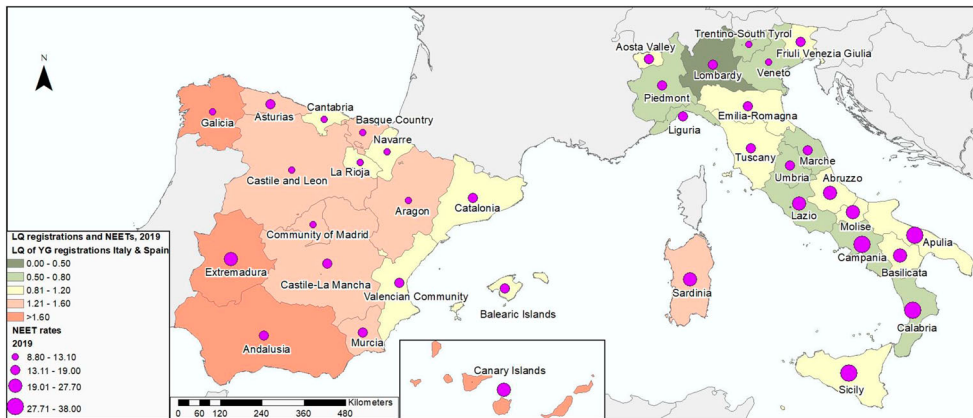 N
Galicia
Asturias
Cantabria
Basque Country
Navarre
La Rioja
Castile and Leon
Aragon
Catalonia
Community of Madrid
Extremadura
Castile-La Mancha
Valencian Community
Balearic Islands
Andalusia
Murcia
Canary Islands
Aosta Valley
Trentino-South Tyrol
Friuli Venezia Giulia
Lombardy
Veneto
Piedmont
Emilia-Romagna
Liguria
Tuscany
Marche
Umbria
Abruzzo
Lazio
Molise
Apulia
Campania
Basilicata
Sardinia
Calabria
Sicily
LQ registrations and NEETs, 2019
LQ of YG registrations Italy & Spain
0.00 - 0.50
0.50 - 0.80
0.81 - 1.20
1.21 - 1.60
>1.60
NEET rates
2019
8.80 - 13.10
13.11 - 19.00
19.01 - 27.70
27.71 - 38.00
Kilometers
0 60 120 240 360 480